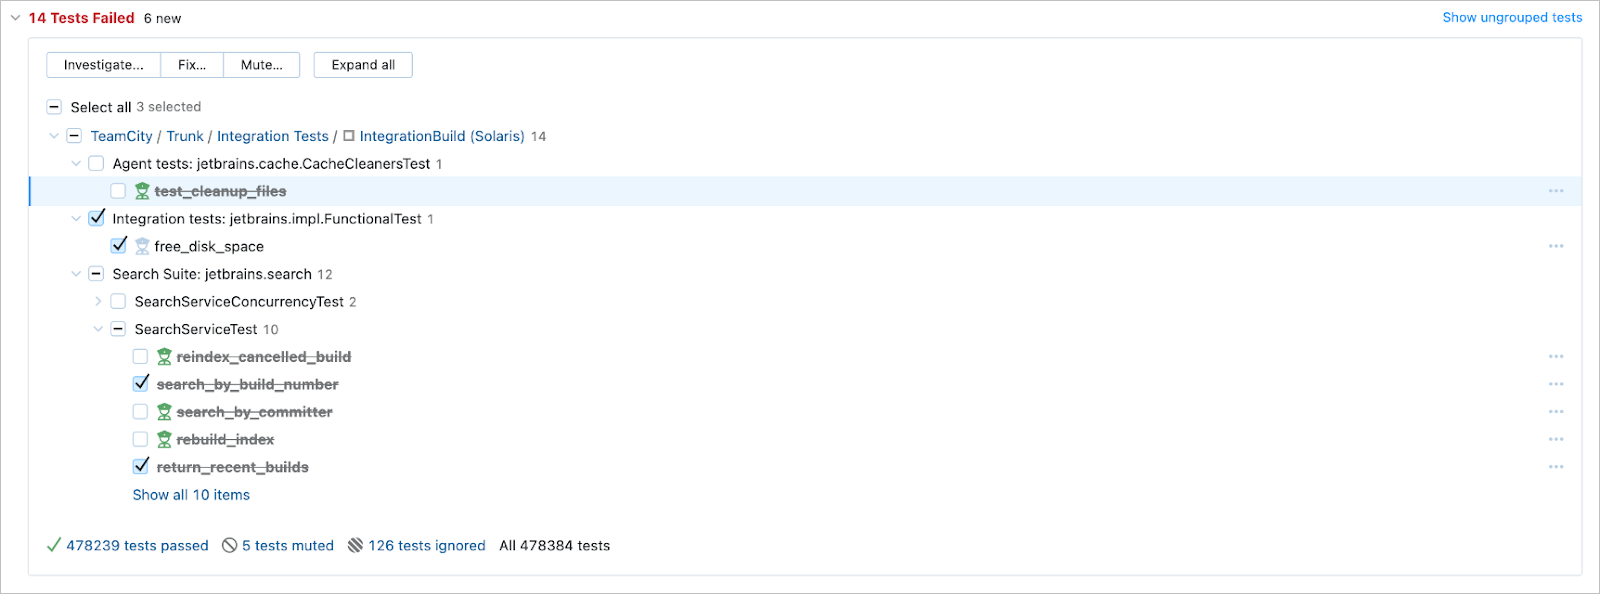 14 Tests Failed 6 new Show ungrouped tests
Investigate... Fix... Mute... Expand all
Select all 3 selected
TeamCity / Trunk / Integration Tests / IntegrationBuild (Solaris) 14
Agent tests: jetbrains.cache.CacheCleanersTest 1
test_cleanup_files
Integration tests: jetbrains.impl.FunctionalTest 1
free_disk_space
Search Suite: jetbrains.search 12
SearchServiceConcurrencyTest 2
SearchServiceTest 10
reindex_cancelled_build
search_by_build_number
search_by_committer
rebuild_index
return_recent_builds
Show all 10 items
478239 tests passed 5 tests muted 126 tests ignored All 478384 tests